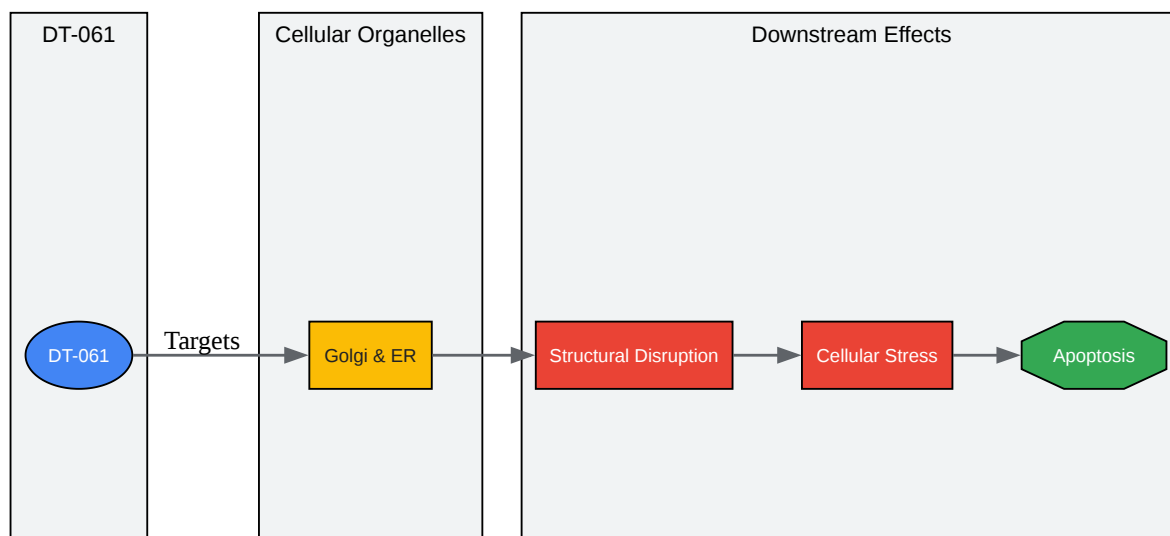 DT-061
Cellular Organelles
Downstream Effects
DT-061
Targets
Golgi & ER
Structural Disruption
Cellular Stress
Apoptosis